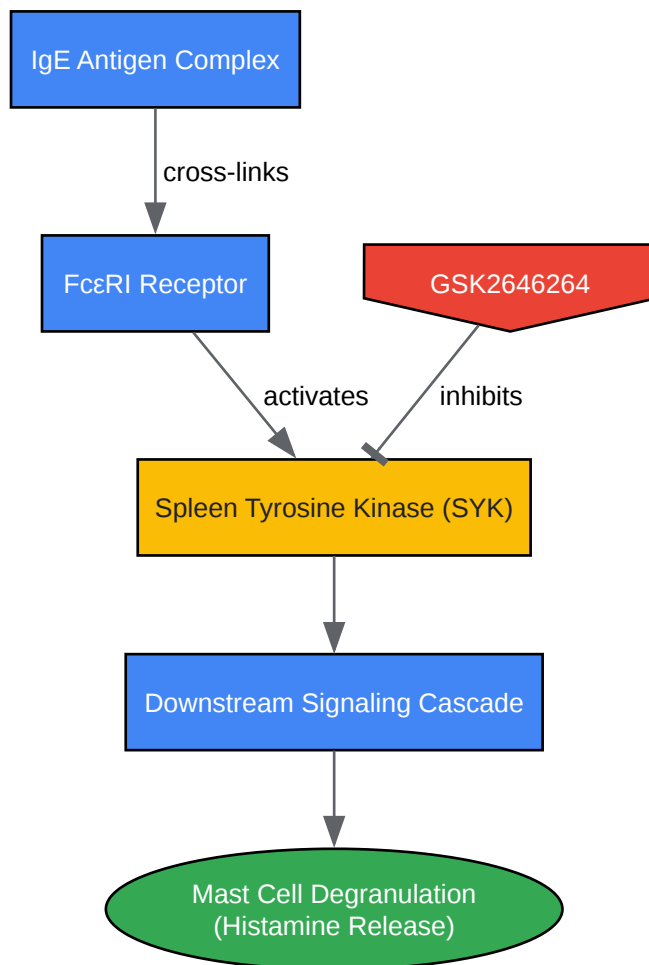 IgE Antigen Complex
cross-links
FcεRI Receptor
GSK2646264
activates
inhibits
Spleen Tyrosine Kinase (SYK)
Downstream Signaling Cascade
Mast Cell Degranulation
(Histamine Release)